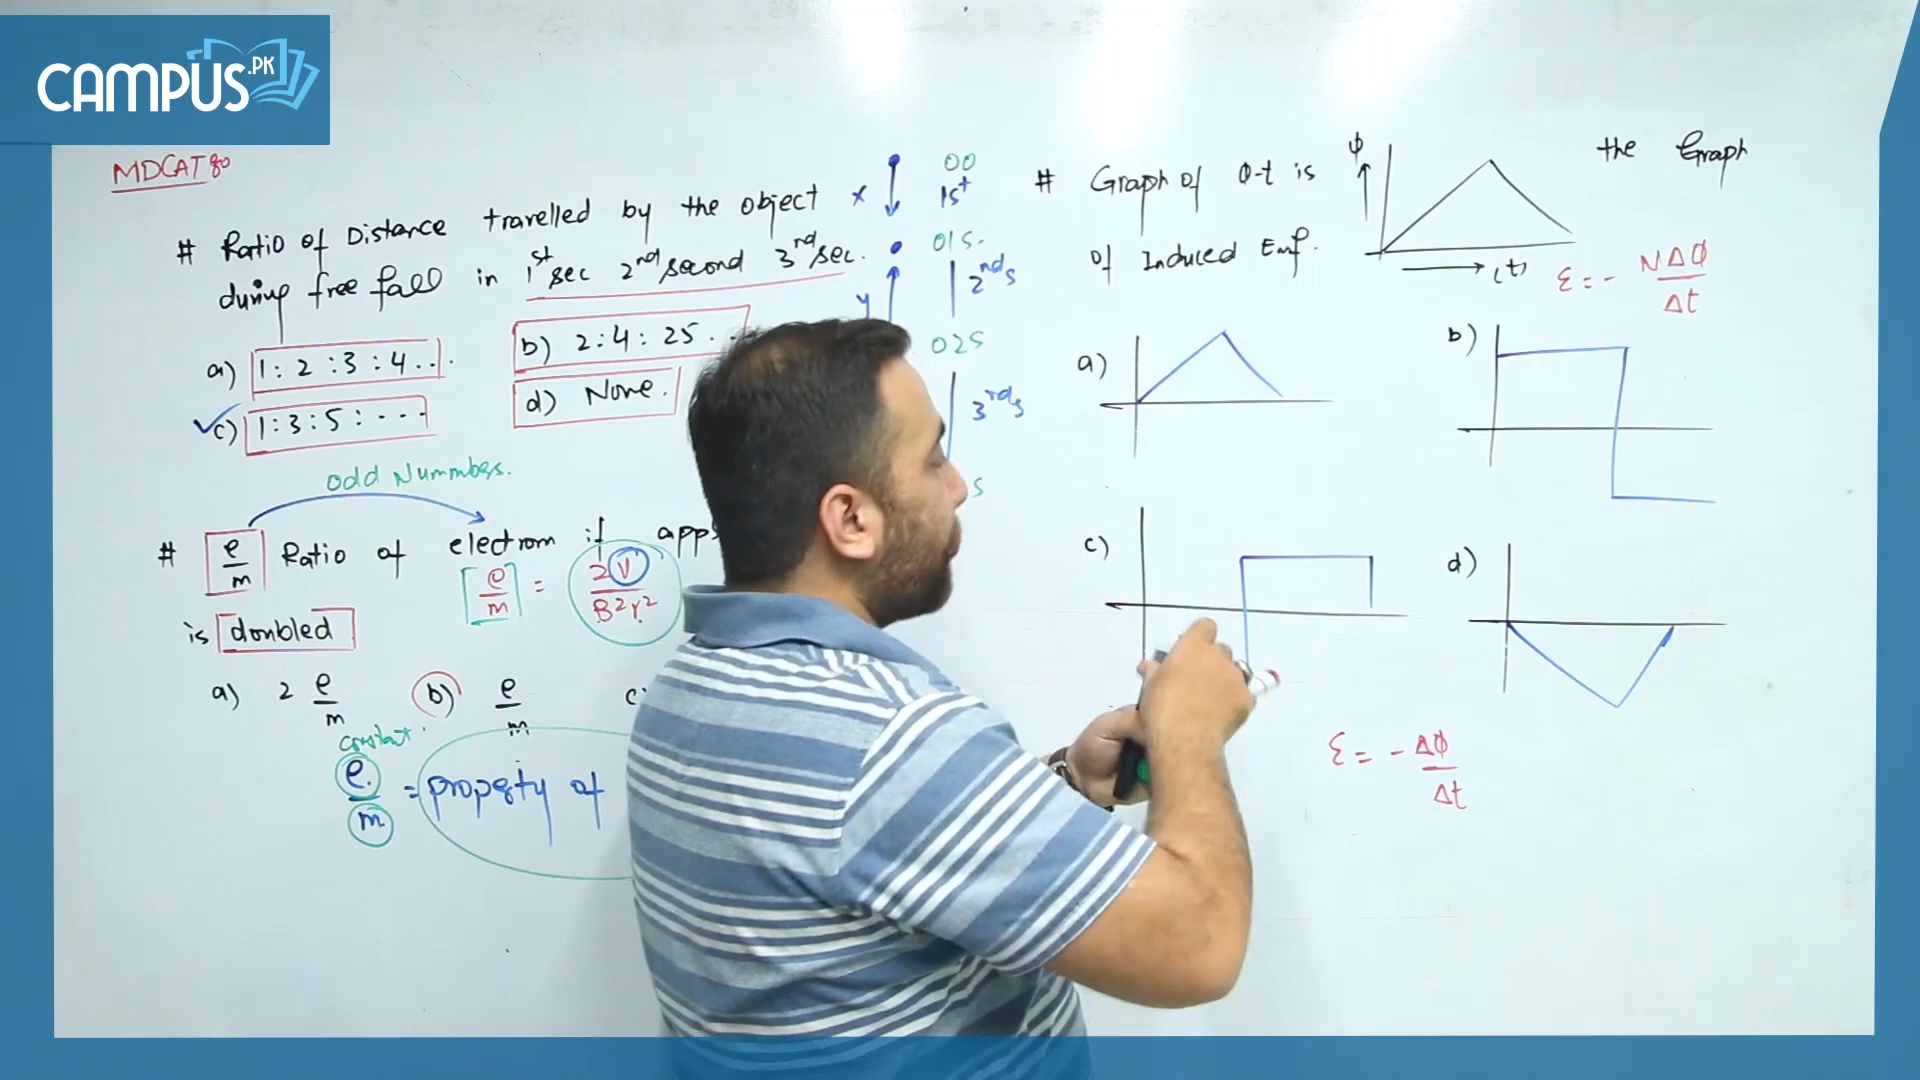 CAMPUS.PK
MDCAT 80
# Ratio of Distance travelled by the object
during free fall in 1st sec 2nd second 3rd sec.
a) 1 : 2 : 3 : 4 ...
b) 2 : 4 : 25 ..
c) 1 : 3 : 5 : ---
d) None.
odd Nummbers.
x
00
1st
01s.
y
2nd s
02s
3rd s
s
# e/m Ratio of electrom if app
is doubled
[e/m] = 2V/B²r²
a) 2 e/m
b) e/m
c)
constant.
e/m = property of
# Graph of Φ-t is the Graph
of Induced Emf.
Φ
(t)
ε = - NΔΦ/Δt
a)
b)
c)
d)
ε = - ΔΦ/Δt